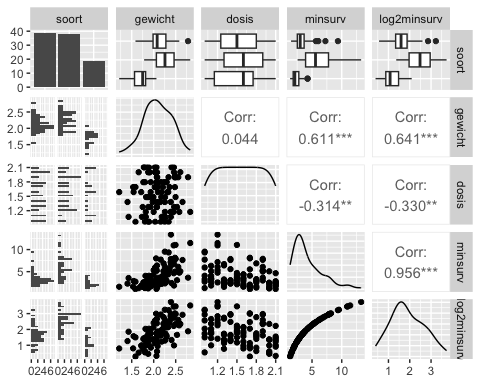 soort
gewicht
dosis
minsurv
log2minsurv
40
30
20
10
0
soort
2.5
2.0
1.5
Corr:
0.044
Corr:
0.611***
Corr:
0.641***
gewicht
2.1
1.8
1.5
1.2
Corr:
-0.314**
Corr:
-0.330**
dosis
10
5
Corr:
0.956***
minsurv
3
2
1
log2minsurv
0246
0246
0246
1.5
2.0
2.5
1.2
1.5
1.8
2.1
5
10
1
2
3